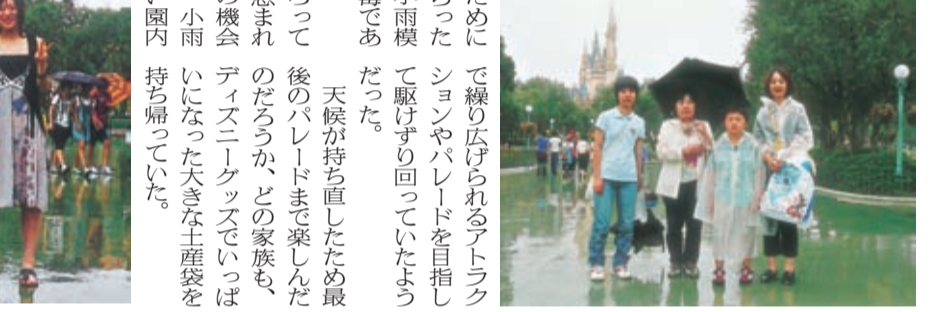 ために
らった
雨模
であ
らって
まれ
機会
小雨
園内
で繰り広げられるアトラク
ションやパレードを目指し
て駆けずり回っていたよう
だった。
天候が持ち直したため最
後のパレードまで楽しんだ
のだろうか、どの家族も、
ディズニーグッズでいっぱ
いになった大きな土産袋を
持ち帰っていた。